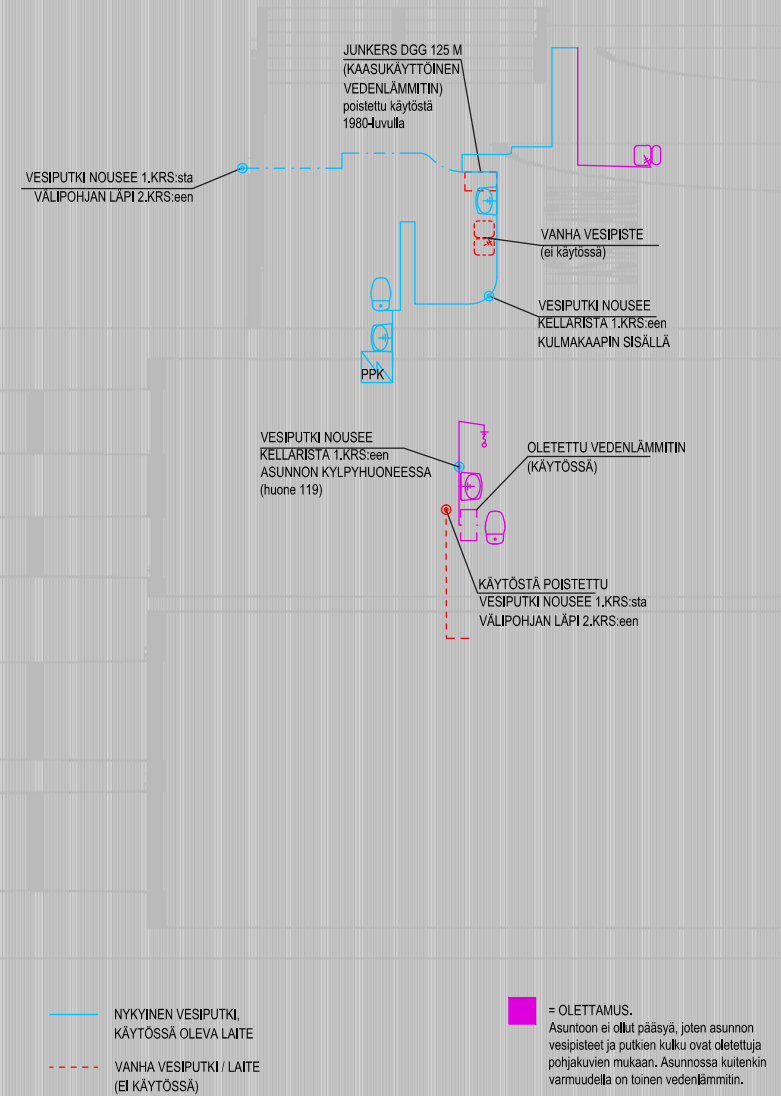 JUNKERS DGG 125 M
(KAASUKÄYTTÖINEN
VEDENLÄMMITIN)
poistettu käytöstä
1980-luvulla
VESIPUTKI NOUSEE 1.KRS:sta
VÄLIPOHJAN LÄPI 2.KRS:een
VANHA VESIPISTE
(ei käytössä)
VESIPUTKI NOUSEE
KELLARISTA 1.KRS:een
KULMAKAAPIN SISÄLLÄ
PPK
VESIPUTKI NOUSEE
KELLARISTA 1.KRS:een
ASUNNON KYLPYHUONEESSA
(huone 119)
OLETETTU VEDENLÄMMITIN
(KÄYTÖSSÄ)
KÄYTÖSTÄ POISTETTU
VESIPUTKI NOUSEE 1.KRS:sta
VÄLIPOHJAN LÄPI 2.KRS:een
NYKYINEN VESIPUTKI,
KÄYTÖSSÄ OLEVA LAITE
VANHA VESIPUTKI / LAITE
(EI KÄYTÖSSÄ)
= OLETTAMUS.
Asuntoon ei ollut pääsyä, joten asunnon
vesipisteet ja putkien kulku ovat oletettuja
pohjakuvien mukaan. Asunnossa kuitenkin
varmuudella on toinen vedenlämmitin.